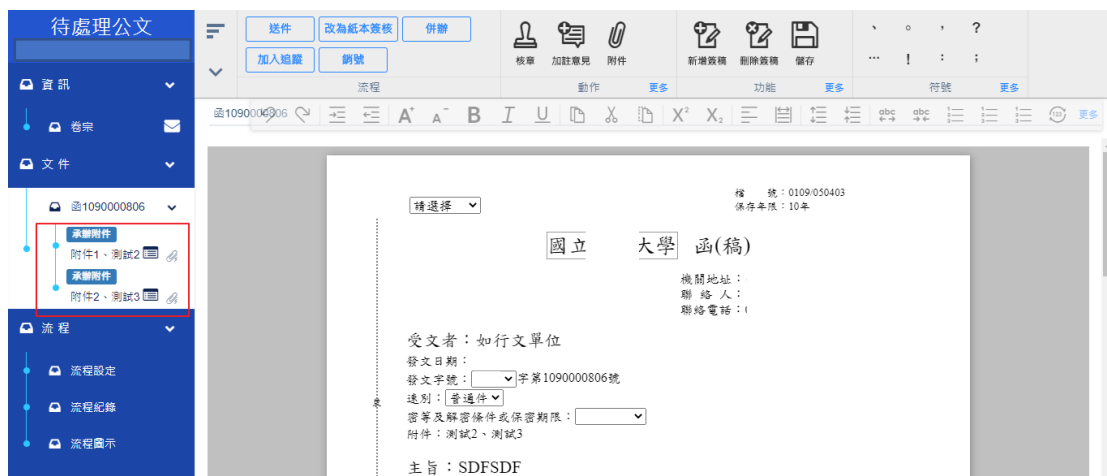 待處理公文
資訊
卷宗
文件
函1090000806
承辦附件
附件1、測試2
承辦附件
附件2、測試3
流程
流程設定
流程紀錄
流程圖示
送件 改為紙本簽核 併辦
加入追蹤 銷號
流程
核章 加註意見 附件
動作 更多
新增簽稿 刪除簽稿 儲存
功能 更多
、 。 , ?
… ! : ;
符號 更多
函1090000806
A+ A- B I U X² X₂ abc abc 更多
檔 號:0109/050403
保存年限:10年
請選擇
國立 大學 函(稿)
機關地址:
聯絡人:
聯絡電話:(
受文者:如行文單位
發文日期:
發文字號: 字第1090000806號
速別:普通件
密等及解密條件或保密期限:
附件:測試2、測試3
主旨:SDFSDF